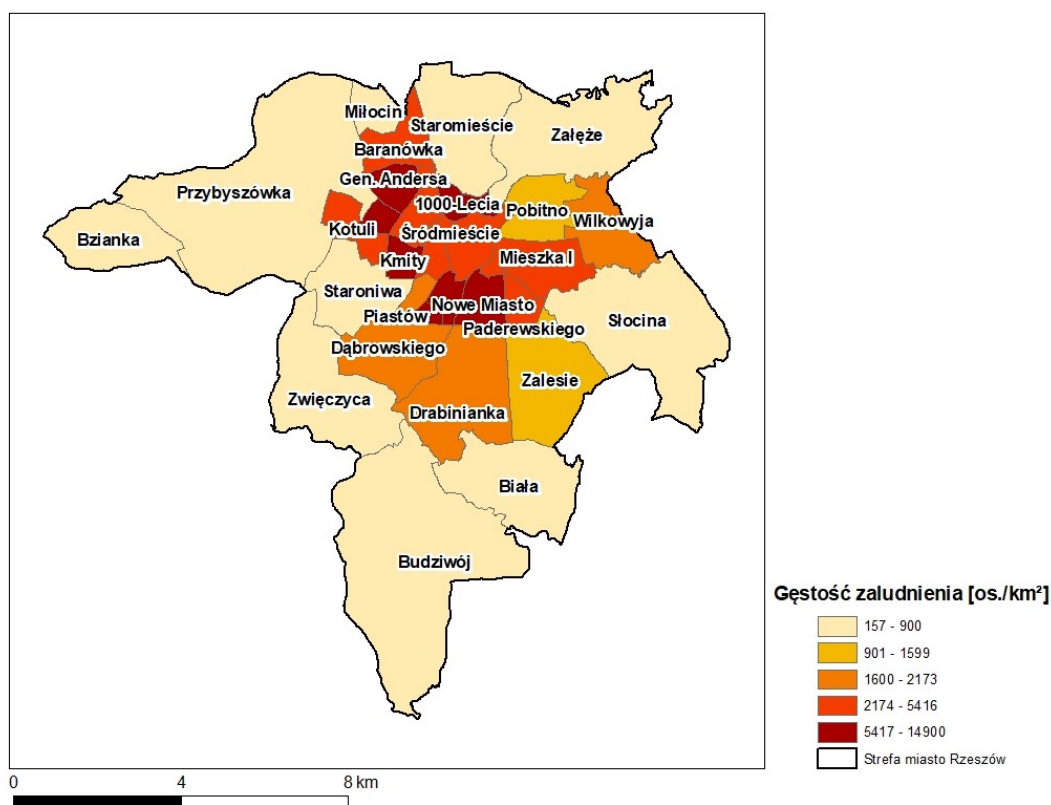 Miłocin
Staromieście
Załęże
Baranówka
Gen. Andersa
Przybyszówka
1000-Lecia
Pobitno
Wilkowyja
Kotuli
Śródmieście
Bzianka
Kmity
Mieszka I
Staroniwa
Nowe Miasto
Piastów
Słocina
Paderewskiego
Dąbrowskiego
Zalesie
Zwięczyca
Drabinianka
Biała
Budziwój
Gęstość zaludnienia [os./km²]
157 - 900
901 - 1599
1600 - 2173
2174 - 5416
5417 - 14900
Strefa miasto Rzeszów
0 4 8 km